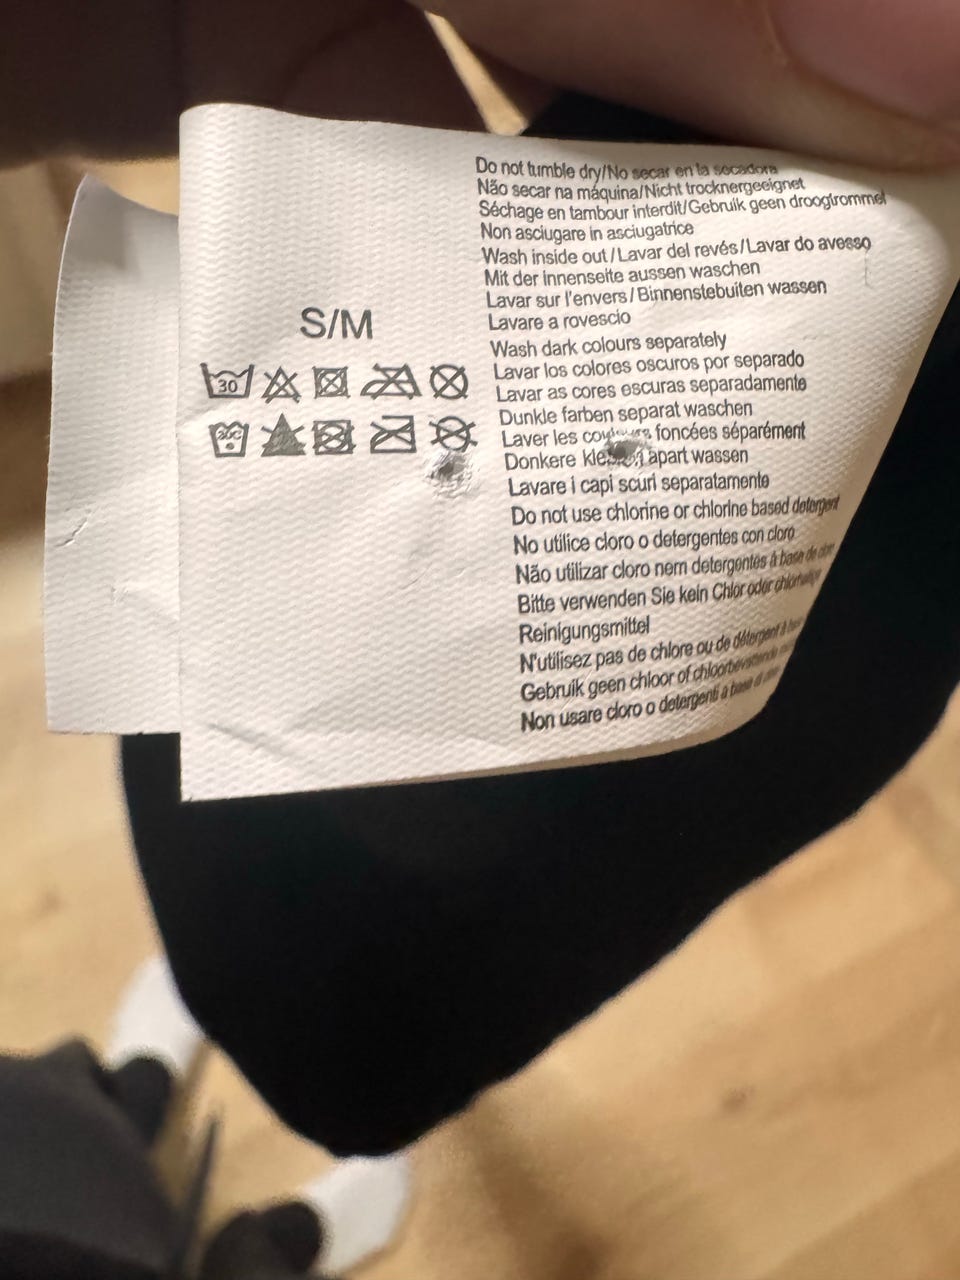 S/M
30
30C
Do not tumble dry/No secar en la secadora
Não secar na máquina/Nicht trocknergeeignet
Séchage en tambour interdit/Gebruik geen droogtrommel
Non asciugare in asciugatrice
Wash inside out/Lavar del revés/Lavar do avesso
Mit der innenseite aussen waschen
Lavar sur l'envers/Binnenstebuiten wassen
Lavare a rovescio
Wash dark colours separately
Lavar los colores oscuros por separado
Lavar as cores escuras separadamente
Dunkle farben separat waschen
Laver les foncées séparément
Donkere apart wassen
Lavare i capi scuri separatamente
Do not use chlorine or chlorine based detergent
No utilice cloro o detergentes con cloro
Não utilizar cloro nem detergentes à base de
Bitte verwenden Sie kein Chlor oder
Reinigungsmittel
N'utilisez pas de chlore ou de détergent à
Gebruik geen chloor of
Non usare cloro o detergenti a base di